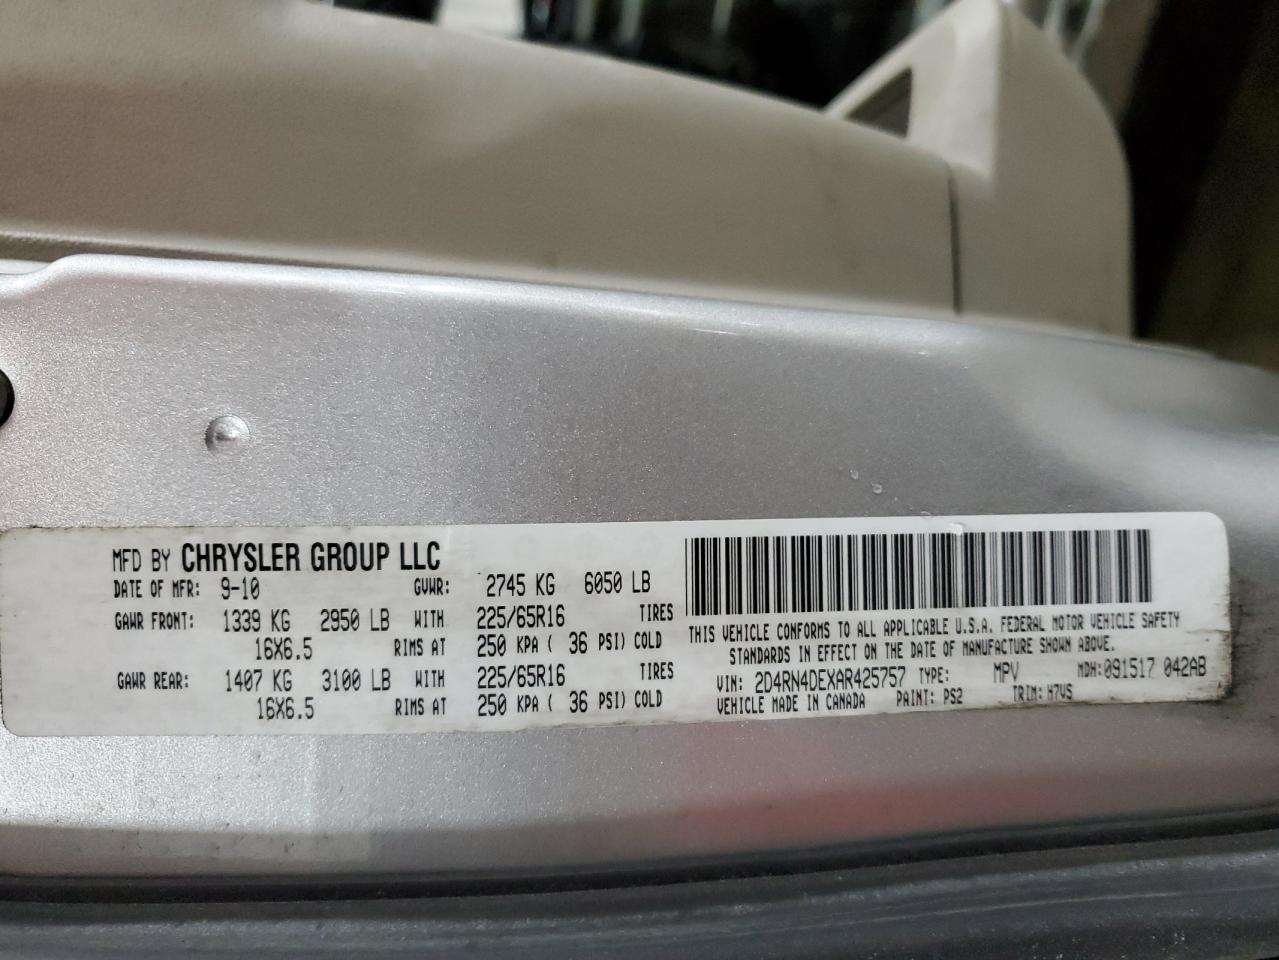 MFD BY CHRYSLER GROUP LLC
DATE OF MFR: 9-10 GVWR: 2745 KG 6050 LB
GAWR FRONT: 1339 KG 2950 LB WITH 225/65R16 TIRES
16X6.5 RIMS AT 250 KPA ( 36 PSI) COLD
GAWR REAR: 1407 KG 3100 LB WITH 225/65R16 TIRES
16X6.5 RIMS AT 250 KPA ( 36 PSI) COLD
THIS VEHICLE CONFORMS TO ALL APPLICABLE U.S.A. FEDERAL MOTOR VEHICLE SAFETY
STANDARDS IN EFFECT ON THE DATE OF MANUFACTURE SHOWN ABOVE.
VIN: 2D4RN4DEXAR425757 TYPE: MPV MDH:091517 042AB
VEHICLE MADE IN CANADA PAINT: PS2 TRIM: H7VS